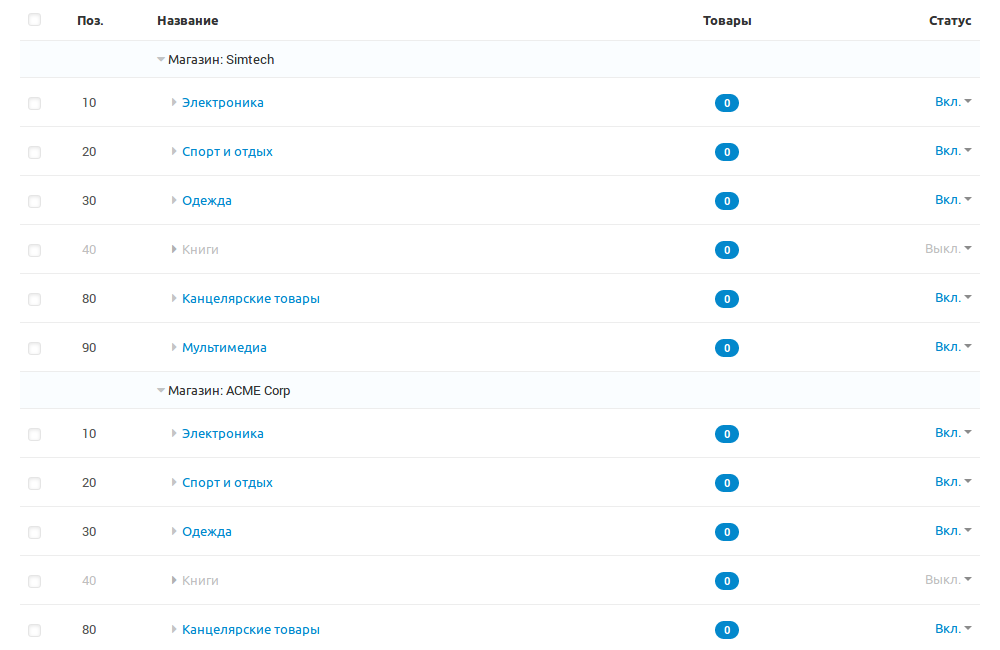 Поз. Название Товары Статус
Магазин: Simtech
10 Электроника 0 Вкл.
20 Спорт и отдых 0 Вкл.
30 Одежда 0 Вкл.
40 Книги 0 Выкл.
80 Канцелярские товары 0 Вкл.
90 Мультимедиа 0 Вкл.
Магазин: ACME Corp
10 Электроника 0 Вкл.
20 Спорт и отдых 0 Вкл.
30 Одежда 0 Вкл.
40 Книги 0 Выкл.
80 Канцелярские товары 0 Вкл.